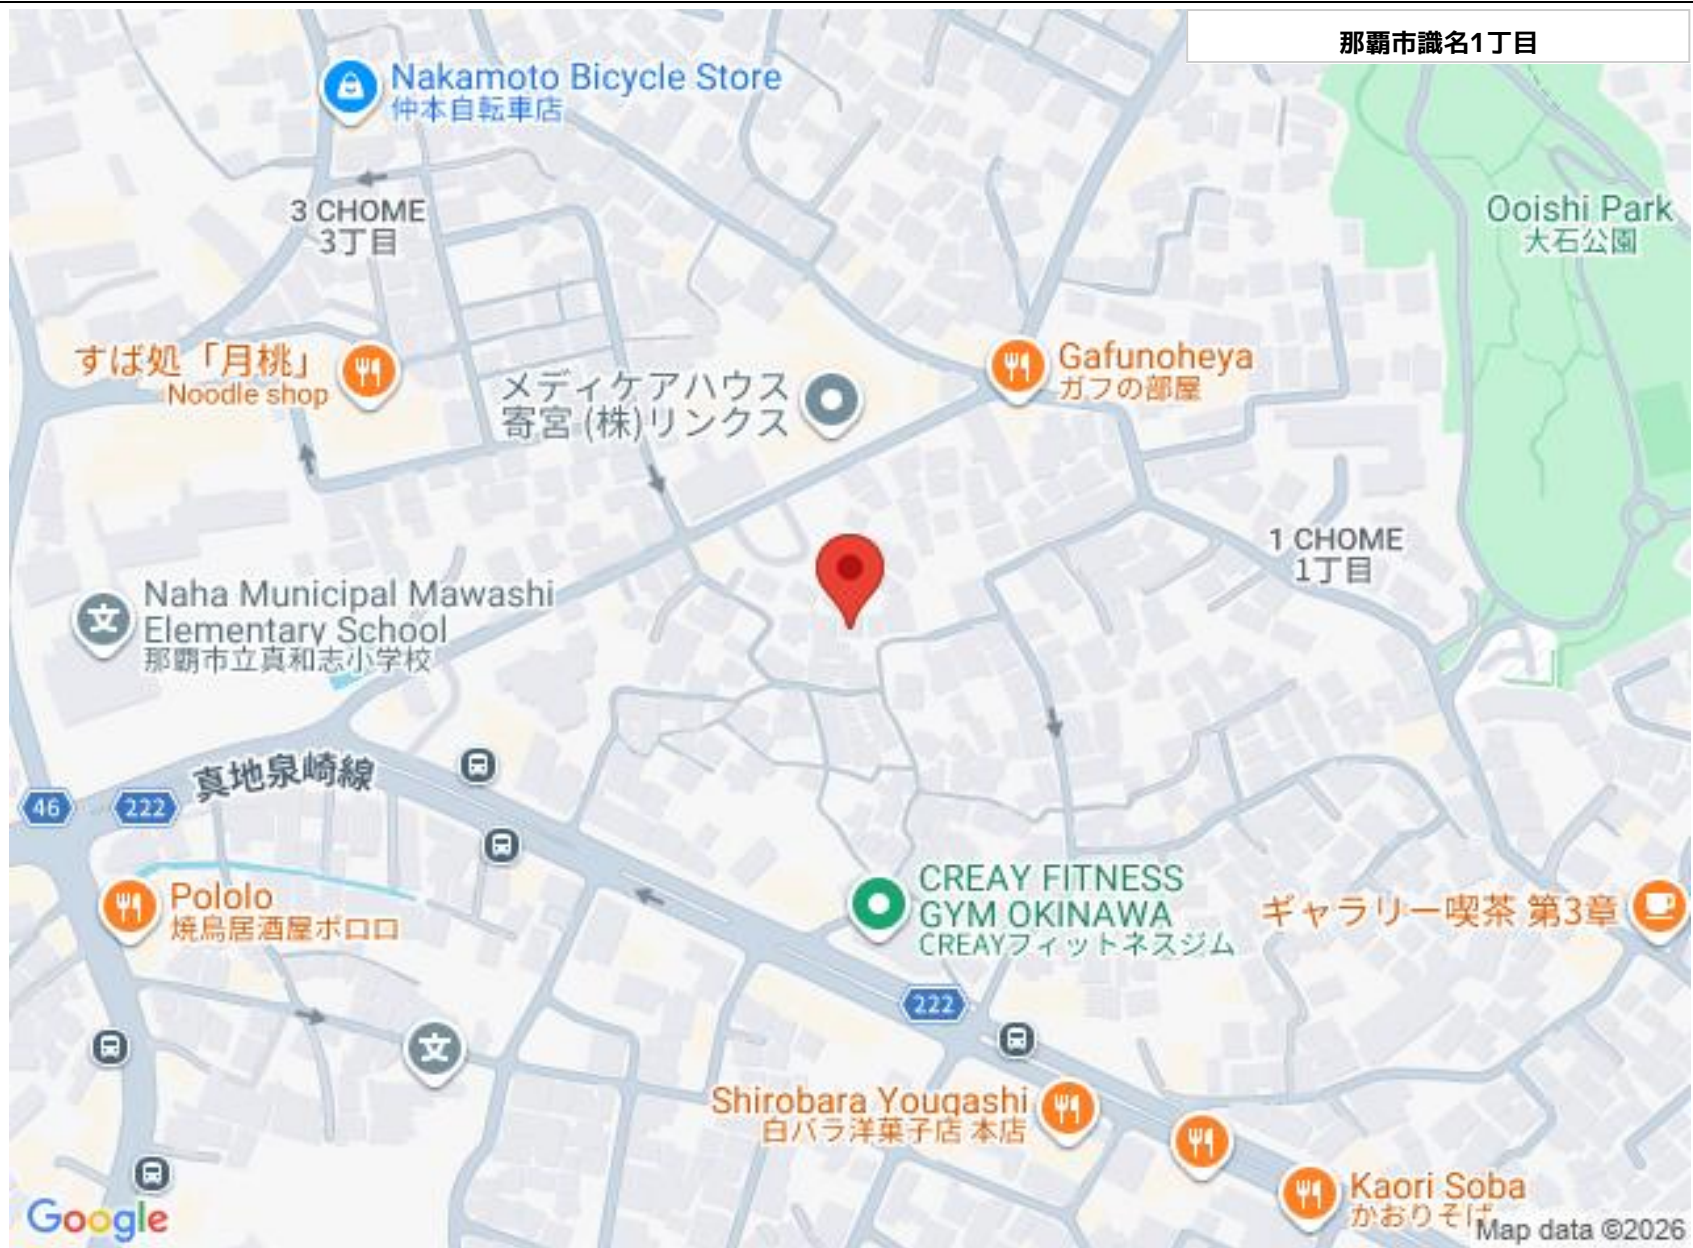 那覇市識名1丁目
Nakamoto Bicycle Store
仲本自転車店
3 CHOME
3丁目
Ooishi Park
大石公園
すば処「月桃」
Noodle shop
メディケアハウス
寄宮 (株)リンクス
Gafunoheya
ガフの部屋
1 CHOME
1丁目
Naha Municipal Mawashi
Elementary School
那覇市立真和志小学校
真地泉崎線
46
222
文
Pololo
焼鳥居酒屋ポロロ
CREAY FITNESS
GYM OKINAWA
CREAYフィットネスジム
ギャラリー喫茶 第3章
222
文
Shirobara Yougashi
白バラ洋菓子店 本店
Kaori Soba
かおりそば
Google
Map data ©2026